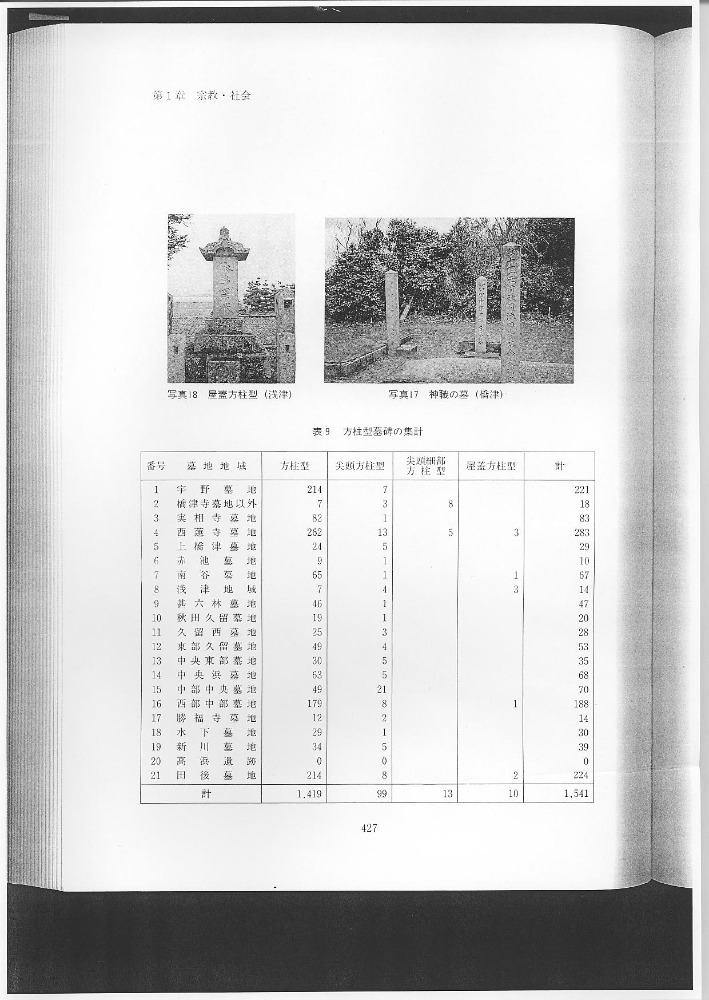 第1章　宗教・社会
写真18　屋蓋方柱型（浅津）
写真17　神職の墓（橋津）
表9　方柱型墓碑の集計
番号　墓地地域　方柱型　尖頭方柱型　尖頭細部方柱型　屋蓋方柱型　計
1　宇野墓地　214　7　221
2　橋津寺墓地以外　7　3　8　18
3　実相寺墓地　82　1　83
4　西蓮寺墓地　262　13　5　3　283
5　上橋津墓地　24　5　29
6　赤池墓地　9　1　10
7　南谷墓地　65　1　1　67
8　浅津地域　7　4　3　14
9　甚六林墓地　46　1　47
10　秋田久留墓地　19　1　20
11　久留西墓地　25　3　28
12　東部久留墓地　49　4　53
13　中央東部墓地　30　5　35
14　中央浜墓地　63　5　68
15　中部中央墓地　49　21　70
16　西部中部墓地　179　8　1　188
17　勝福寺墓地　12　2　14
18　水下墓地　29　1　30
19　新川墓地　34　5　39
20　高浜遺跡　0　0　0
21　田後墓地　214　8　2　224
計　1,419　99　13　10　1,541
427